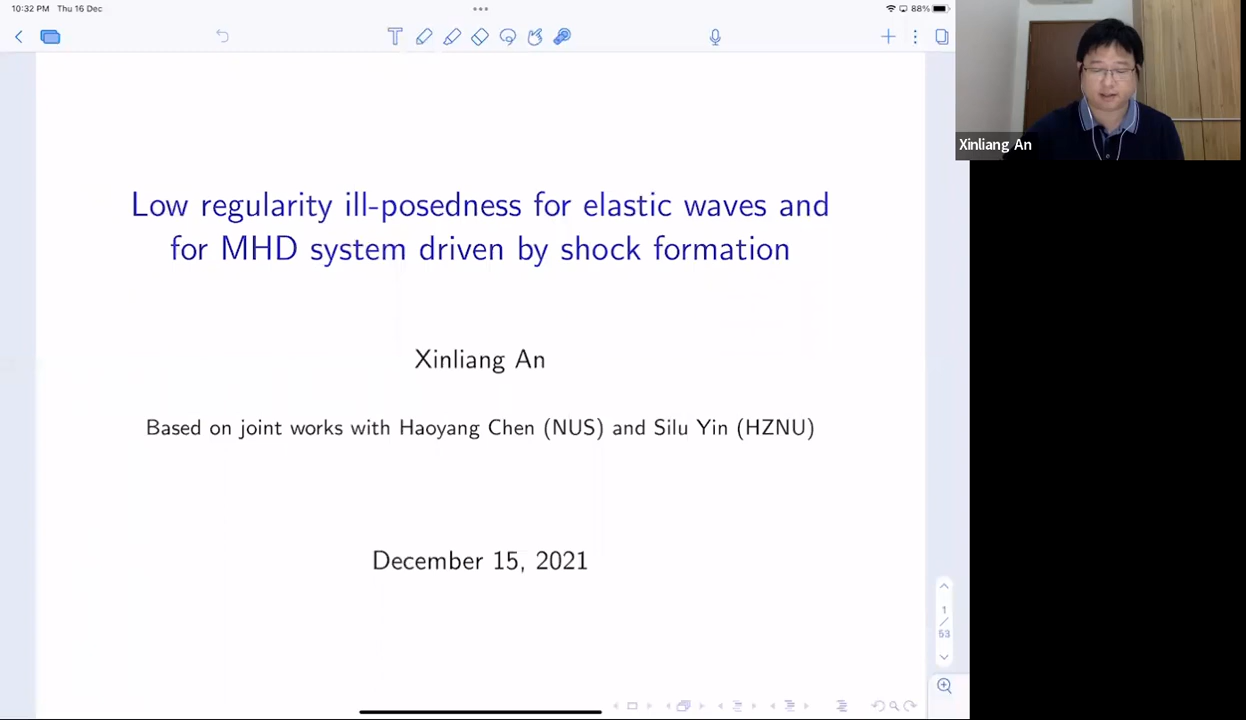 10:32 PM Thu 16 Dec
88%
Low regularity ill-posedness for elastic waves and
for MHD system driven by shock formation
Xinliang An
Based on joint works with Haoyang Chen (NUS) and Silu Yin (HZNU)
December 15, 2021
1
/
53
Xinliang An